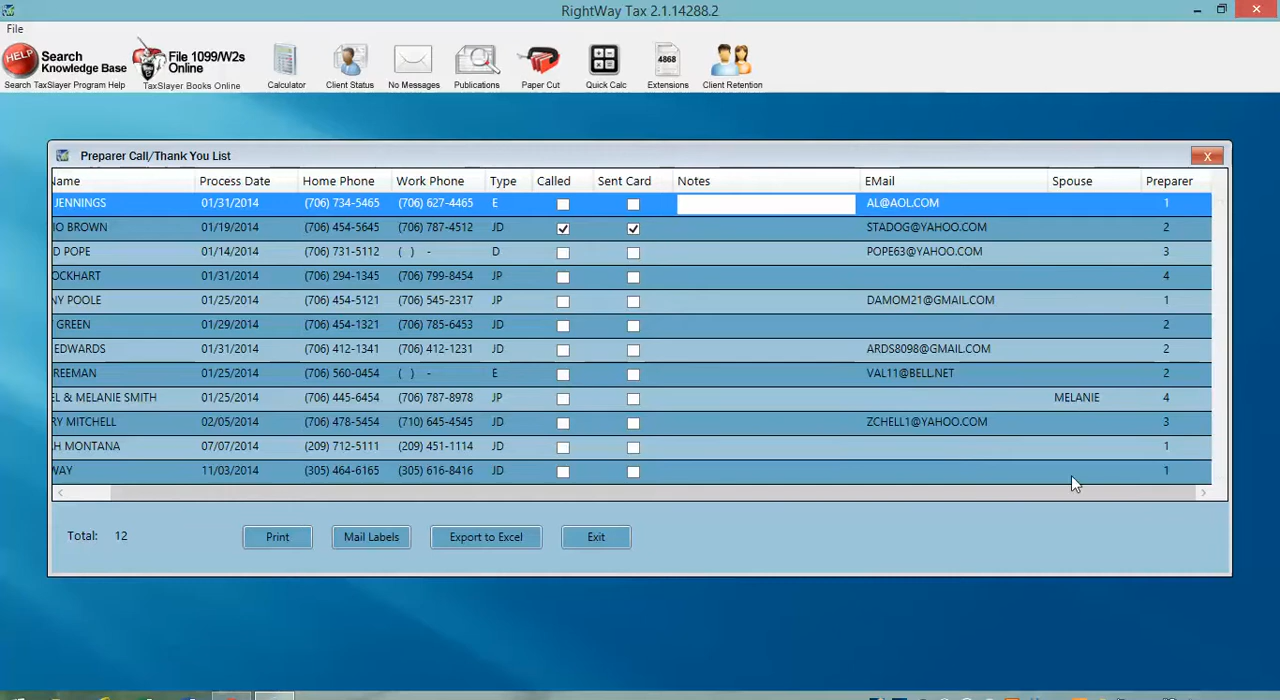 RightWay Tax 2.1.14288.2
File
HELP Search Knowledge Base
Search TaxSlayer Program Help
File 1099/W2s Online
TaxSlayer Books Online
Calculator
Client Status
No Messages
Publications
Paper Cut
Quick Calc
4868
Extensions
Client Retention
Preparer Call/Thank You List
Name Process Date Home Phone Work Phone Type Called Sent Card Notes EMail Spouse Preparer
JENNINGS 01/31/2014 (706) 734-5465 (706) 627-4465 E AL@AOL.COM 1
IO BROWN 01/19/2014 (706) 454-5645 (706) 787-4512 JD STADOG@YAHOO.COM 2
D POPE 01/14/2014 (706) 731-5112 ( ) - D POPE63@YAHOO.COM 3
OCKHART 01/31/2014 (706) 294-1345 (706) 799-8454 JP 4
NY POOLE 01/25/2014 (706) 454-5121 (706) 545-2317 JP DAMOM21@GMAIL.COM 1
GREEN 01/29/2014 (706) 454-1321 (706) 785-6453 JD 2
EDWARDS 01/31/2014 (706) 412-1341 (706) 412-1231 JD ARDS8098@GMAIL.COM 2
REEMAN 01/25/2014 (706) 560-0454 ( ) - E VAL11@BELL.NET 2
EL & MELANIE SMITH 01/25/2014 (706) 445-6454 (706) 787-8978 JP MELANIE 4
RY MITCHELL 02/05/2014 (706) 478-5454 (710) 645-4545 JD ZCHELL1@YAHOO.COM 3
H MONTANA 07/07/2014 (209) 712-5111 (209) 451-1114 JD 1
WAY 11/03/2014 (305) 464-6165 (305) 616-8416 JD 1
Total: 12 Print Mail Labels Export to Excel Exit